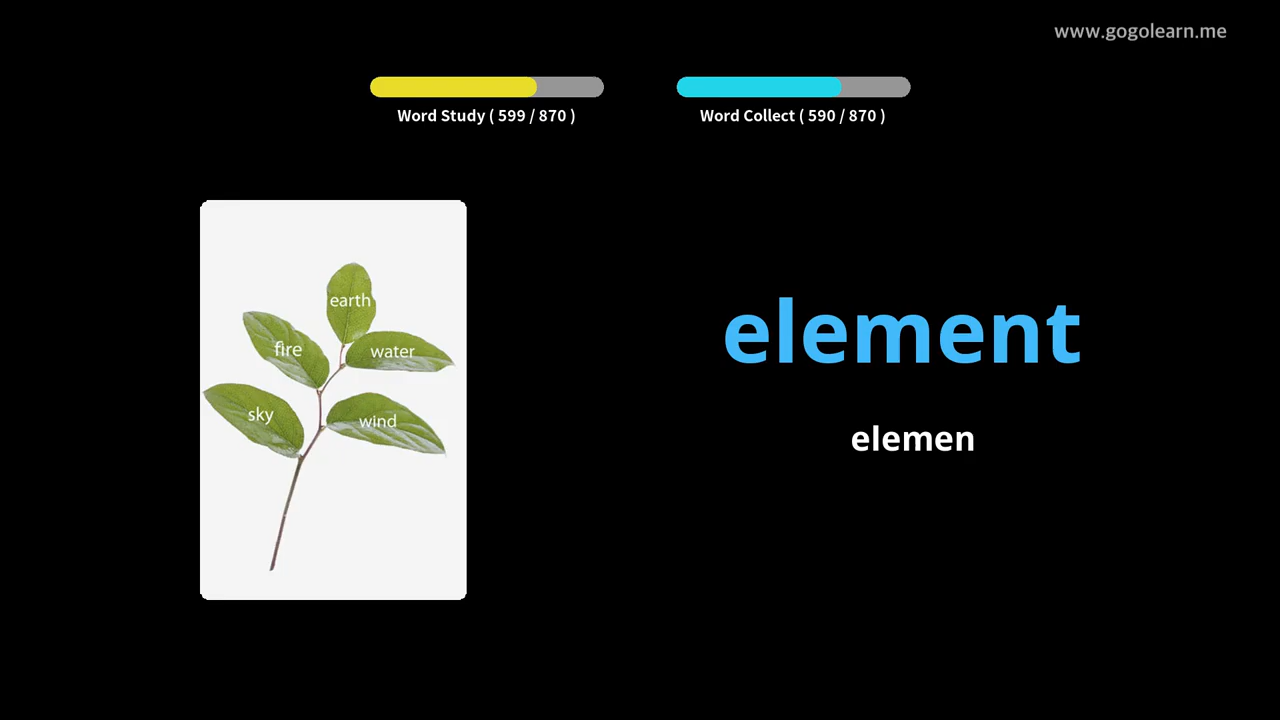 www.gogolearn.me
Word Study ( 599 / 870 )
Word Collect ( 590 / 870 )
earth
fire
water
sky
wind
element
elemen